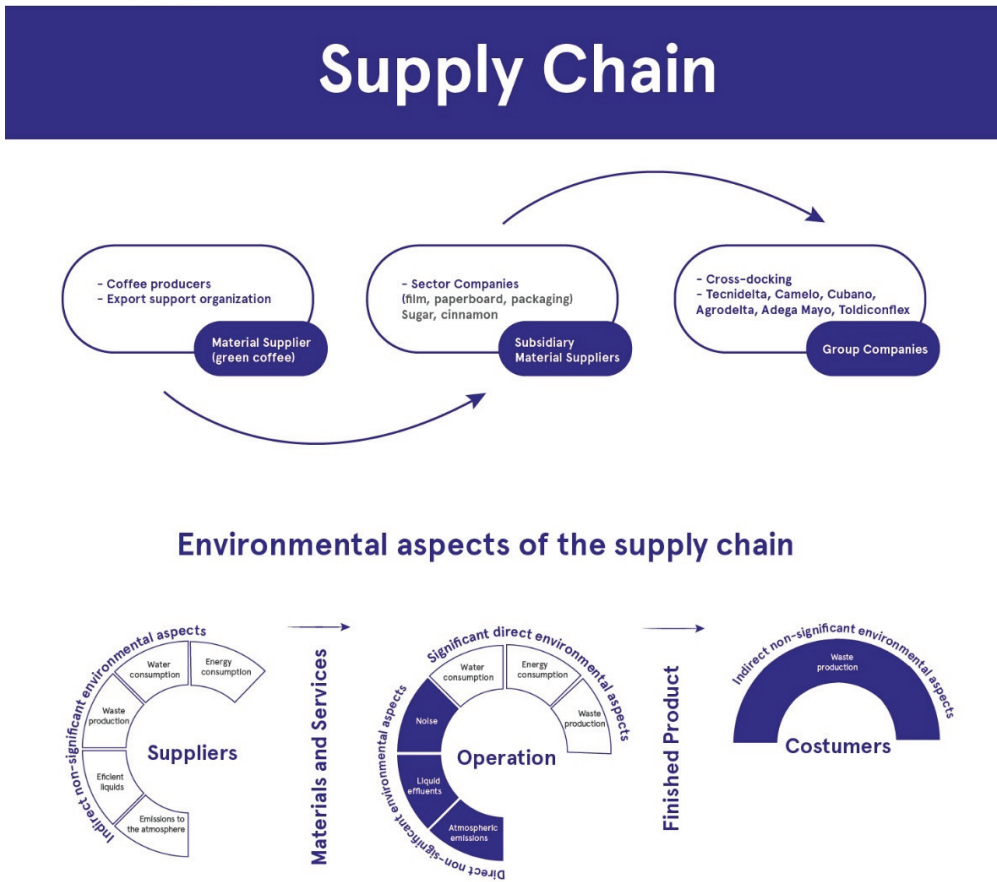 Supply Chain
- Coffee producers
- Export support organization
Material Supplier
(green coffee)
- Sector Companies
(film, paperboard, packaging)
Sugar, cinnamon
Subsidiary
Material Suppliers
- Cross-docking
- Tecnidelta, Camelo, Cubano,
Agrodelta, Adega Mayo, Toldiconflex
Group Companies
Environmental aspects of the supply chain
Indirect non-significant environmental aspects
Energy
consumption
Water
consumption
Waste
production
Eficient
liquids
Emissions to
the atmosphere
Suppliers
Materials and Services
Significant direct environmental aspects
Water
consumption
Energy
consumption
Waste
production
Direct non-significant environmental aspects
Noise
Liquid
effluents
Atmospheric
emissions
Operation
Finished Product
Indirect non-significant environmental aspects
Waste
production
Costumers